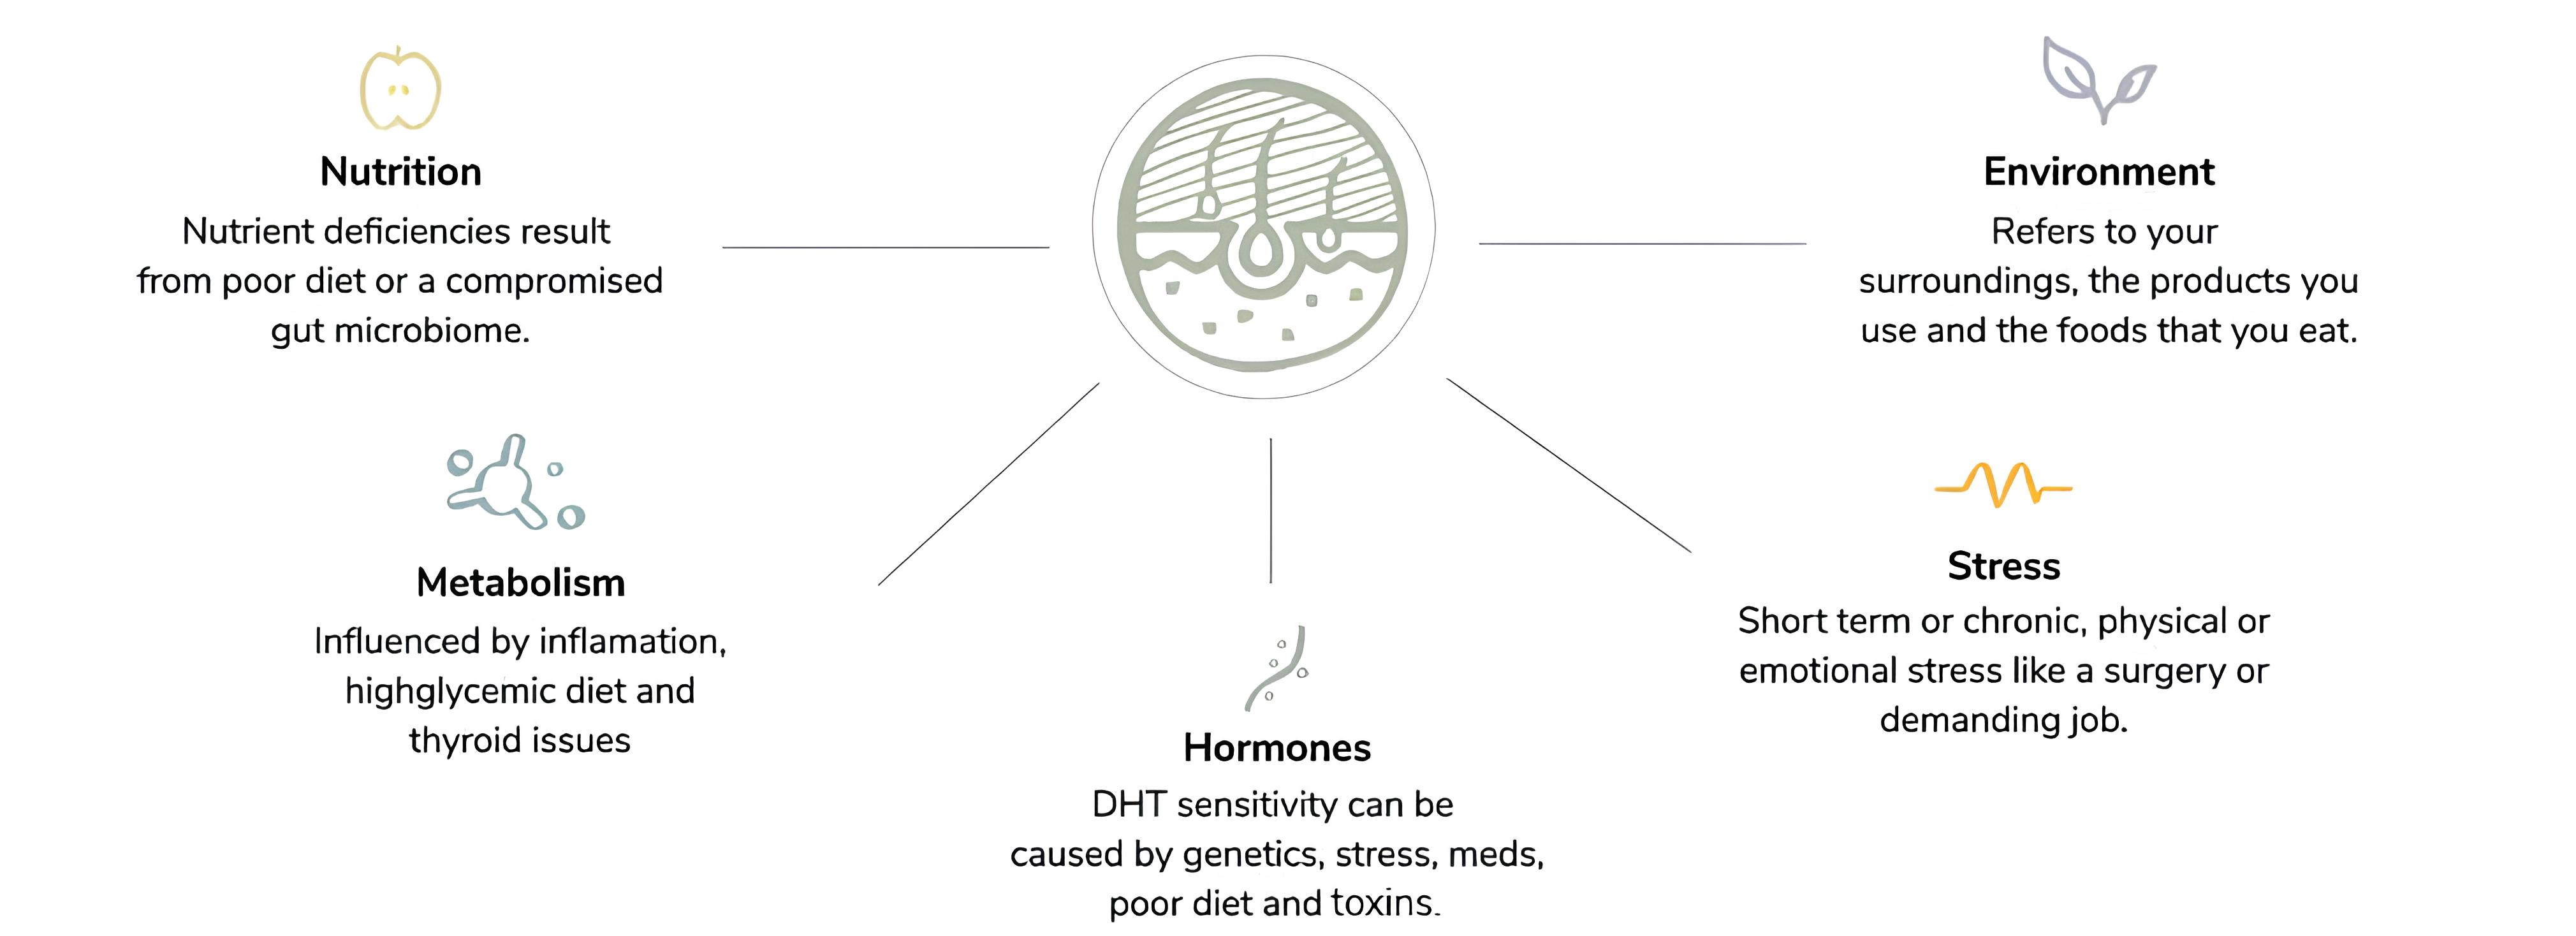 Nutrition
Nutrient deficiencies result
from poor diet or a compromised
gut microbiome.
Environment
Refers to your
surroundings, the products you
use and the foods that you eat.
Metabolism
Influenced by inflamation,
highglycemic diet and
thyroid issues
Stress
Short term or chronic, physical or
emotional stress like a surgery or
demanding job.
Hormones
DHT sensitivity can be
caused by genetics, stress, meds,
poor diet and toxins.